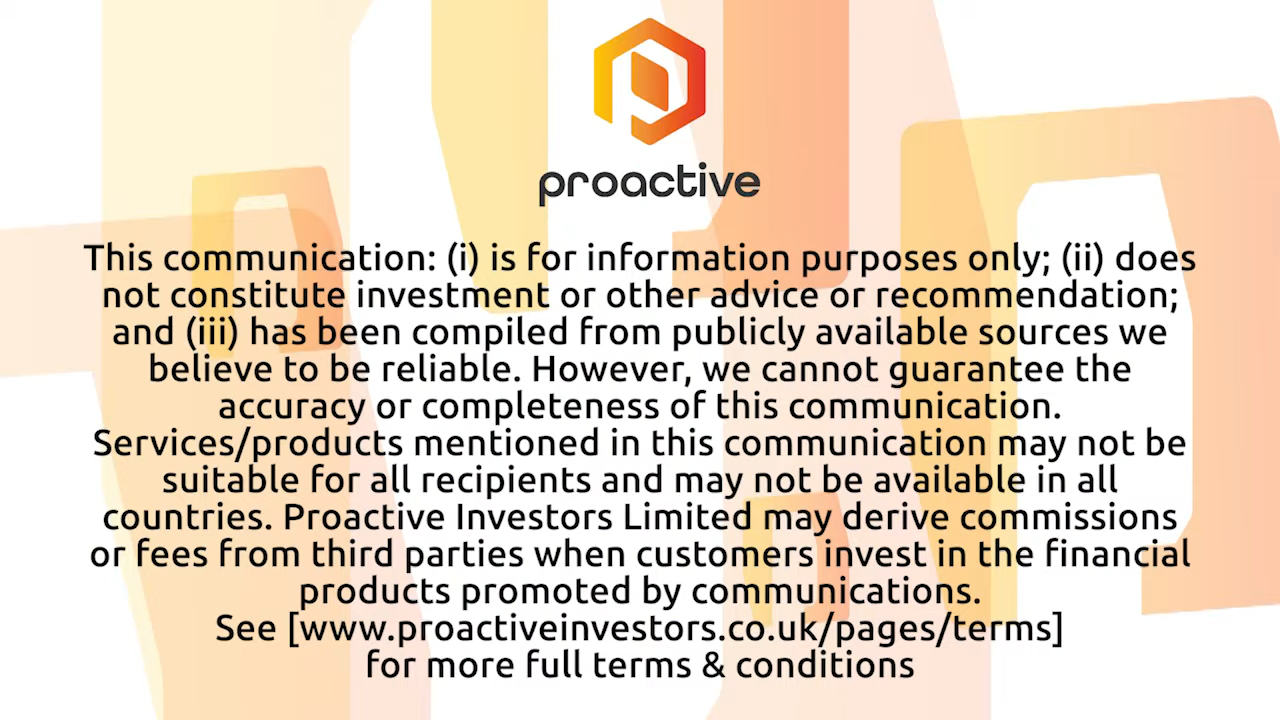 proactive
This communication: (i) is for information purposes only; (ii) does
not constitute investment or other advice or recommendation;
and (iii) has been compiled from publicly available sources we
believe to be reliable. However, we cannot guarantee the
accuracy or completeness of this communication.
Services/products mentioned in this communication may not be
suitable for all recipients and may not be available in all
countries. Proactive Investors Limited may derive commissions
or fees from third parties when customers invest in the financial
products promoted by communications.
See [www.proactiveinvestors.co.uk/pages/terms]
for more full terms & conditions